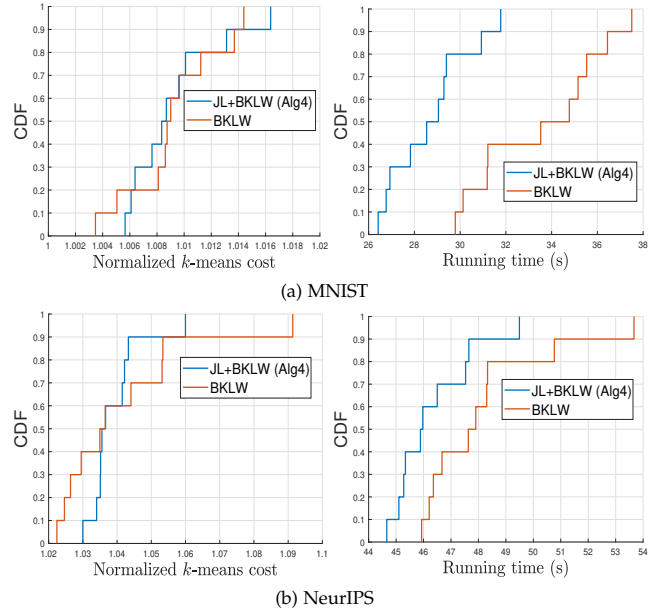 1
0.9
0.8
0.7
0.6
0.5
0.4
0.3
0.2
0.1
0
CDF
JL+BKLW (Alg4)
BKLW
1 1.002 1.004 1.006 1.008 1.01 1.012 1.014 1.016 1.018 1.02
Normalized k-means cost
1
0.9
0.8
0.7
0.6
0.5
0.4
0.3
0.2
0.1
0
CDF
JL+BKLW (Alg4)
BKLW
26 28 30 32 34 36 38
Running time (s)
(a) MNIST
1
0.9
0.8
0.7
0.6
0.5
0.4
0.3
0.2
0.1
0
CDF
JL+BKLW (Alg4)
BKLW
1.02 1.03 1.04 1.05 1.06 1.07 1.08 1.09 1.1
Normalized k-means cost
1
0.9
0.8
0.7
0.6
0.5
0.4
0.3
0.2
0.1
0
CDF
JL+BKLW (Alg4)
BKLW
44 45 46 47 48 49 50 51 52 53 54
Running time (s)
(b) NeurIPS